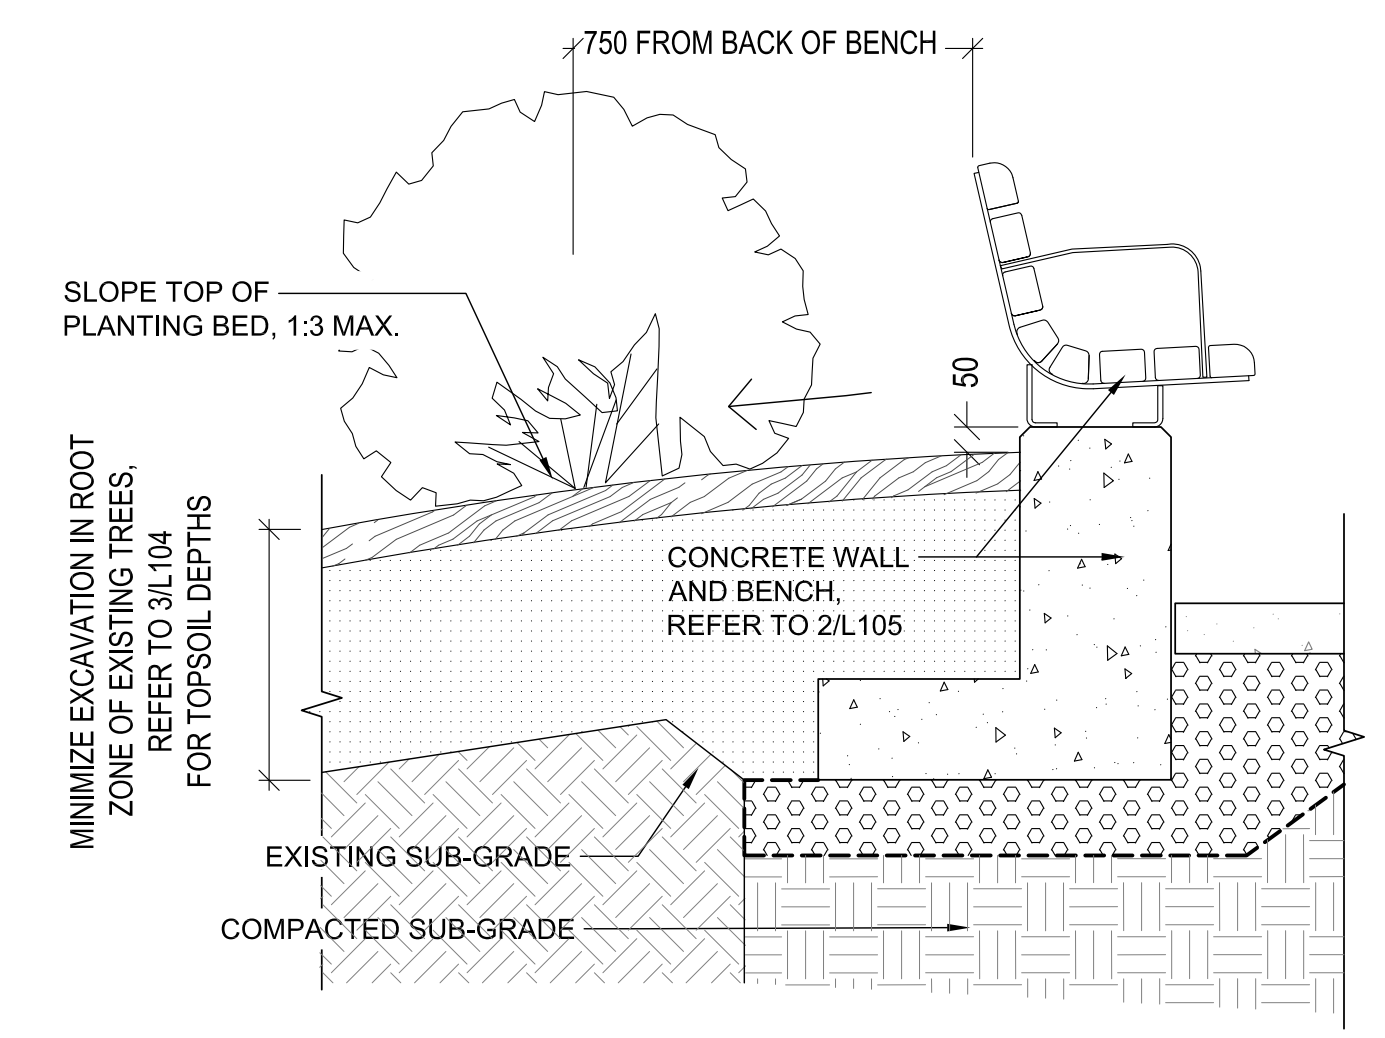 750 FROM BACK OF BENCH
SLOPE TOP OF
PLANTING BED, 1:3 MAX.
50
MINIMIZE EXCAVATION IN ROOT
ZONE OF EXISTING TREES,
REFER TO 3/L104
FOR TOPSOIL DEPTHS
CONCRETE WALL
AND BENCH,
REFER TO 2/L105
EXISTING SUB-GRADE
COMPACTED SUB-GRADE